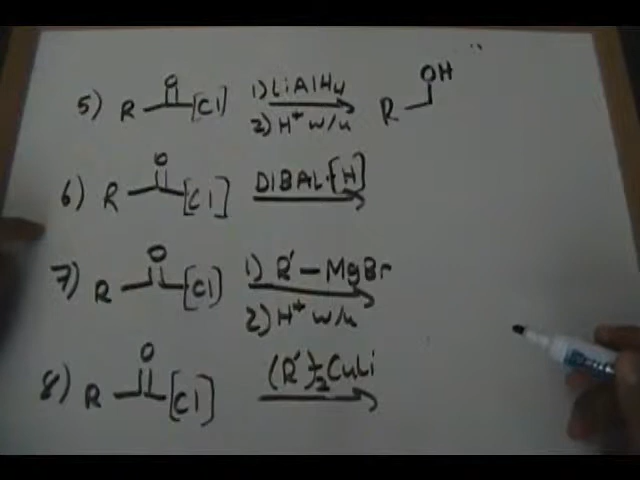 5) R O [Cl] 1) LiAlH4 2) H+ w/u R OH
6) R O [Cl] DIBAL-[H]
7) R O [Cl] 1) R' - MgBr 2) H+ w/u
8) R O [Cl] (R')2CuLi